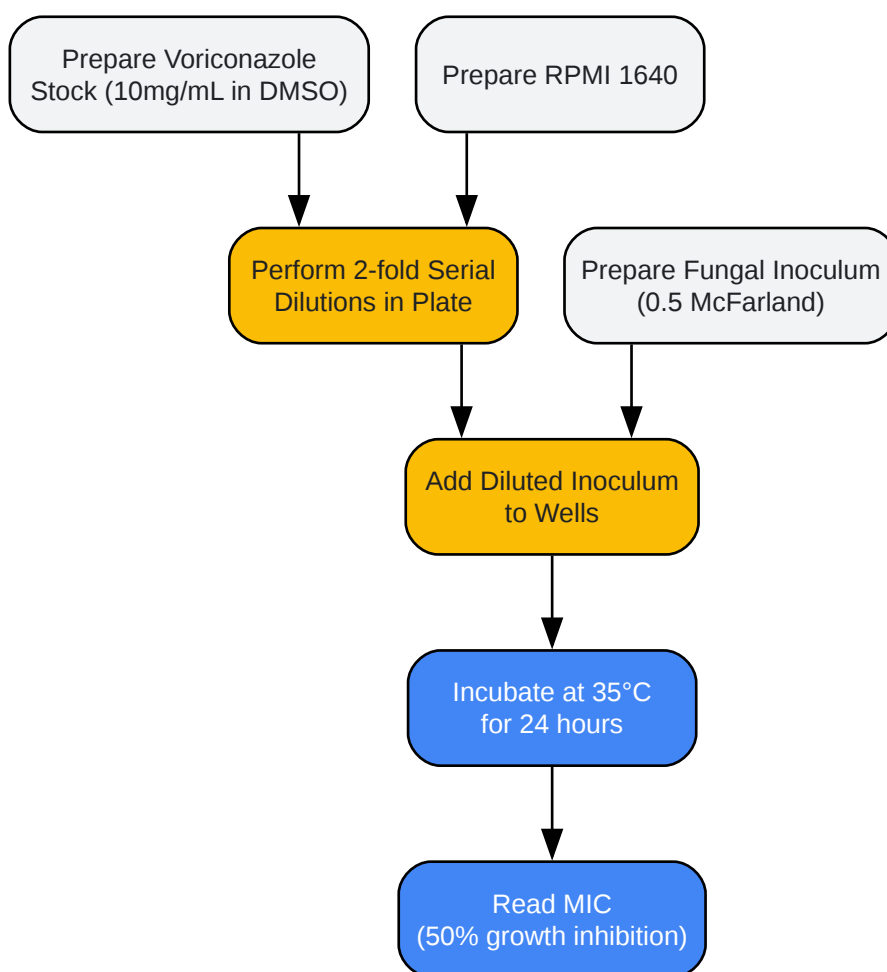 Prepare Voriconazole
Stock (10mg/mL in DMSO)
Prepare RPMI 1640
Perform 2-fold Serial
Dilutions in Plate
Prepare Fungal Inoculum
(0.5 McFarland)
Add Diluted Inoculum
to Wells
Incubate at 35°C
for 24 hours
Read MIC
(50% growth inhibition)